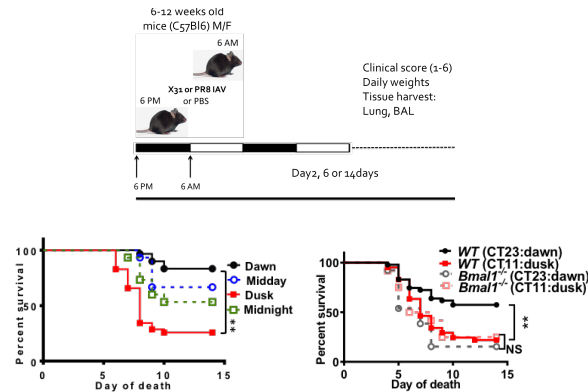 6-12 weeks old
mice (C57Bl6) M/F
6 AM
X31 or PR8 IAV
or PBS
6 PM
Clinical score (1-6)
Daily weights
Tissue harvest:
Lung, BAL
6 PM
6 AM
Day2, 6 or 14days
Percent survival
100
50
0
0
5
10
15
Day of death
Dawn
Midday
Dusk
Midnight
**
Percent survival
100
50
0
0
5
10
15
Day of death
WT (CT23:dawn)
WT (CT11:dusk)
Bmal1-/- (CT23:dawn)
Bmal1-/- (CT11:dusk)
**
NS